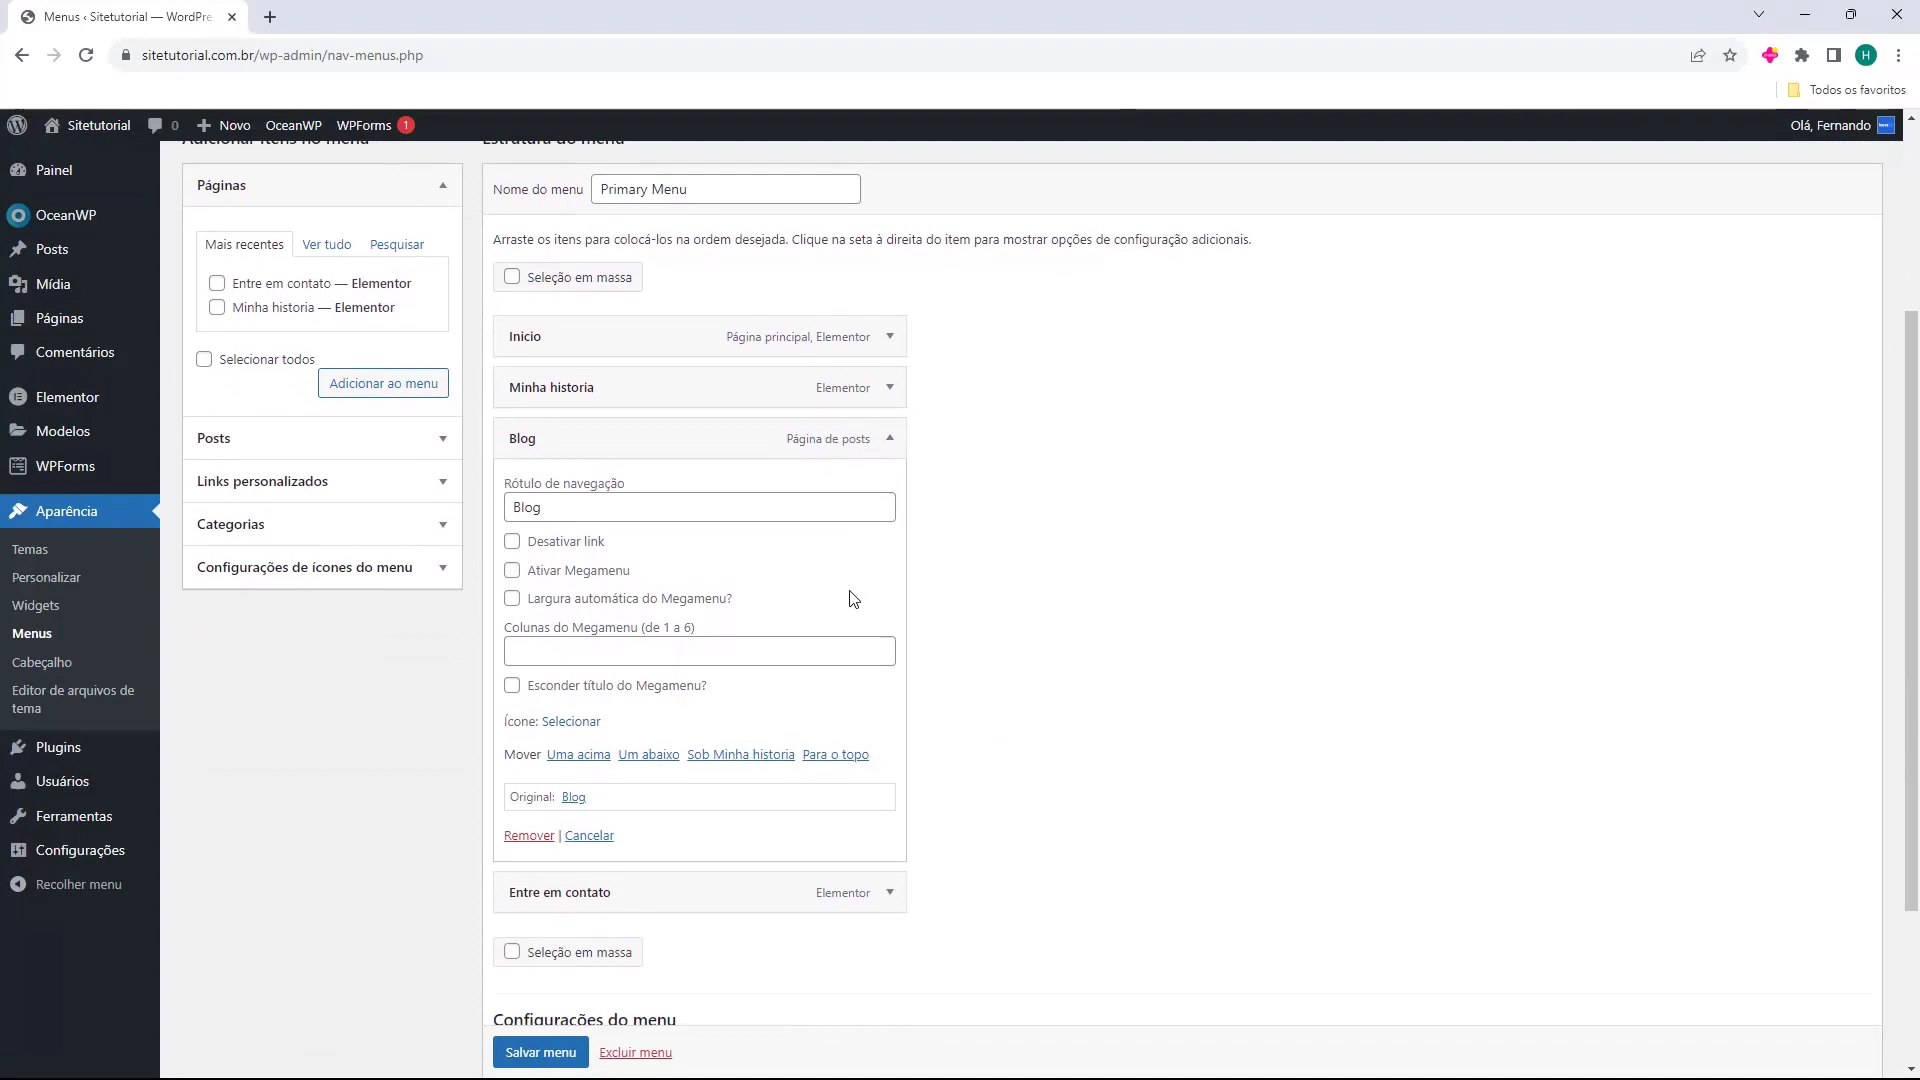 Menus ‹ Sitetutorial — WordPre
sitetutorial.com.br/wp-admin/nav-menus.php
H
Todos os favoritos
Sitetutorial
0
Novo
OceanWP
WPForms
1
Olá, Fernando
Painel
OceanWP
Posts
Mídia
Páginas
Comentários
Elementor
Modelos
WPForms
Aparência
Temas
Personalizar
Widgets
Menus
Cabeçalho
Editor de arquivos de
tema
Plugins
Usuários
Ferramentas
Configurações
Recolher menu
Adicionar itens no menu
Páginas
Mais recentes
Ver tudo
Pesquisar
Entre em contato — Elementor
Minha historia — Elementor
Selecionar todos
Adicionar ao menu
Posts
Links personalizados
Categorias
Configurações de ícones do menu
Estrutura do menu
Nome do menu
Primary Menu
Arraste os itens para colocá-los na ordem desejada. Clique na seta à direita do item para mostrar opções de configuração adicionais.
Seleção em massa
Inicio
Página principal, Elementor
Minha historia
Elementor
Blog
Página de posts
Rótulo de navegação
Blog
Desativar link
Ativar Megamenu
Largura automática do Megamenu?
Colunas do Megamenu (de 1 a 6)
Esconder título do Megamenu?
Ícone: Selecionar
Mover Uma acima Um abaixo Sob Minha historia Para o topo
Original: Blog
Remover | Cancelar
Entre em contato
Elementor
Seleção em massa
Configurações do menu
Salvar menu
Excluir menu